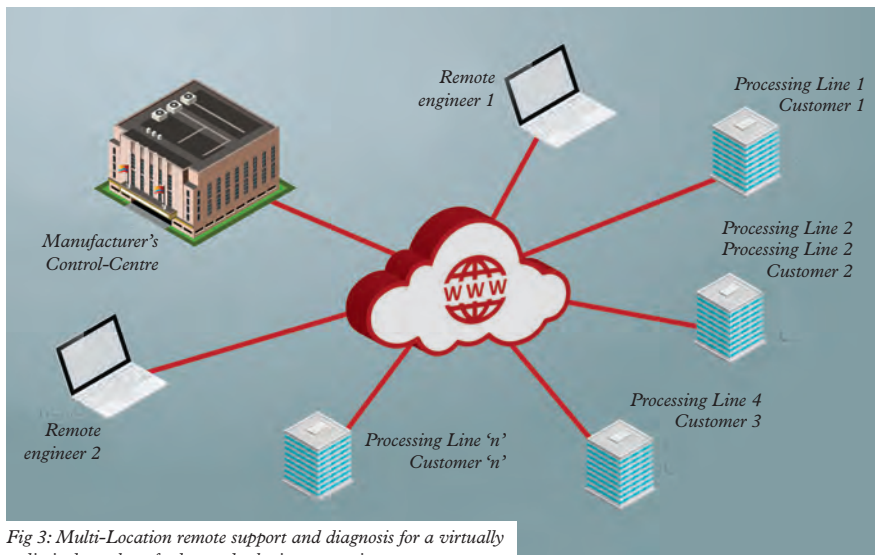 Remote
engineer 1
Processing Line 1
Customer 1
Manufacturer's
Control-Centre
Processing Line 2
Processing Line 2
Customer 2
WWW
Remote
engineer 2
Processing Line 'n'
Customer 'n'
Processing Line 4
Customer 3
Fig 3: Multi-Location remote support and diagnosis for a virtually